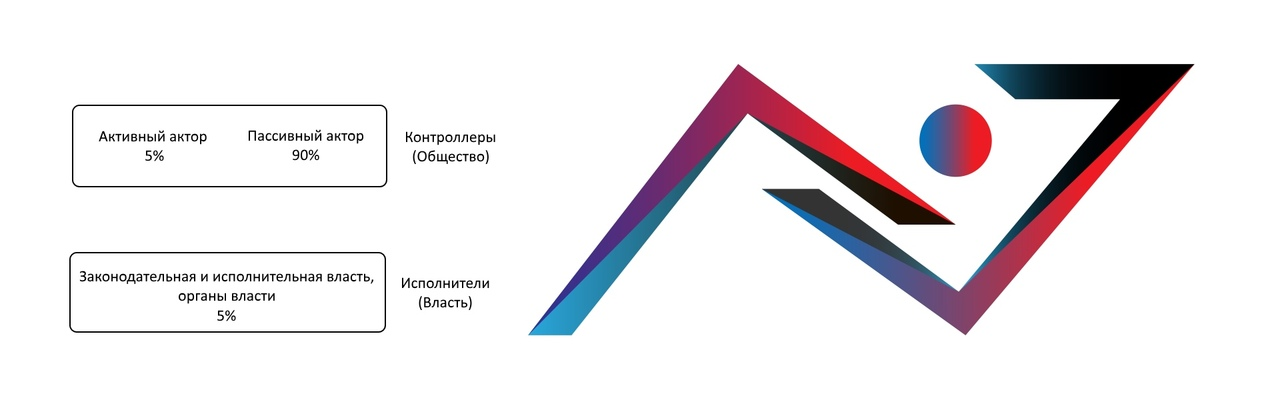 Активный актор
5%
Пассивный актор
90%
Контроллеры
(Общество)
Законодательная и исполнительная власть,
органы власти
5%
Исполнители
(Власть)